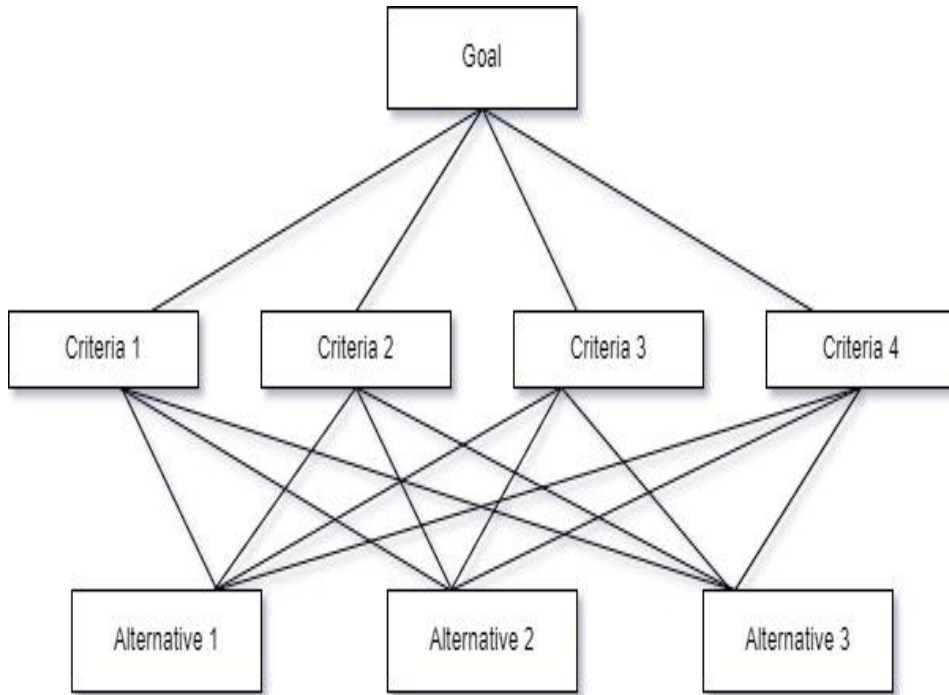 Goal
Criteria 1
Criteria 2
Criteria 3
Criteria 4
Alternative 1
Alternative 2
Alternative 3